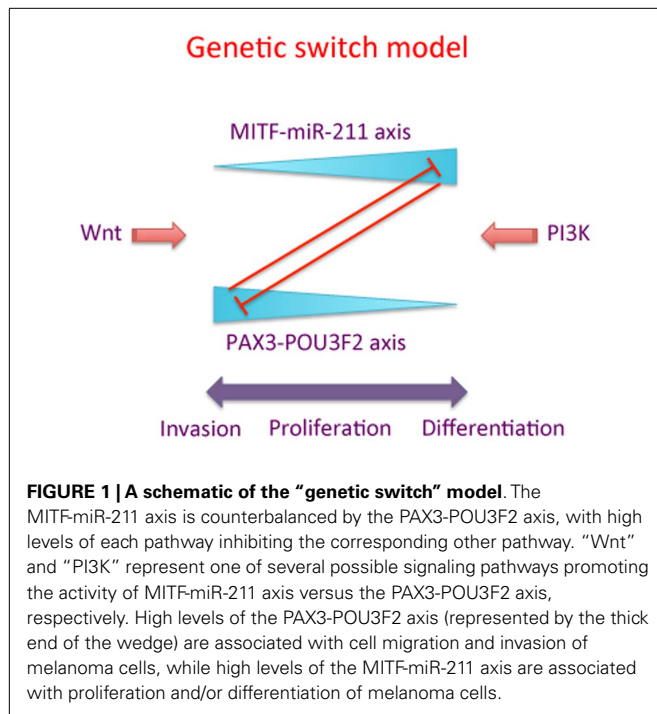 Genetic switch model
MITF-miR-211 axis
Wnt
PI3K
PAX3-POU3F2 axis
Invasion Proliferation Differentiation
FIGURE 1 | A schematic of the “genetic switch” model. The
MITF-miR-211 axis is counterbalanced by the PAX3-POU3F2 axis, with high
levels of each pathway inhibiting the corresponding other pathway. “Wnt”
and “PI3K” represent one of several possible signaling pathways promoting
the activity of MITF-miR-211 axis versus the PAX3-POU3F2 axis,
respectively. High levels of the PAX3-POU3F2 axis (represented by the thick
end of the wedge) are associated with cell migration and invasion of
melanoma cells, while high levels of the MITF-miR-211 axis are associated
with proliferation and/or differentiation of melanoma cells.